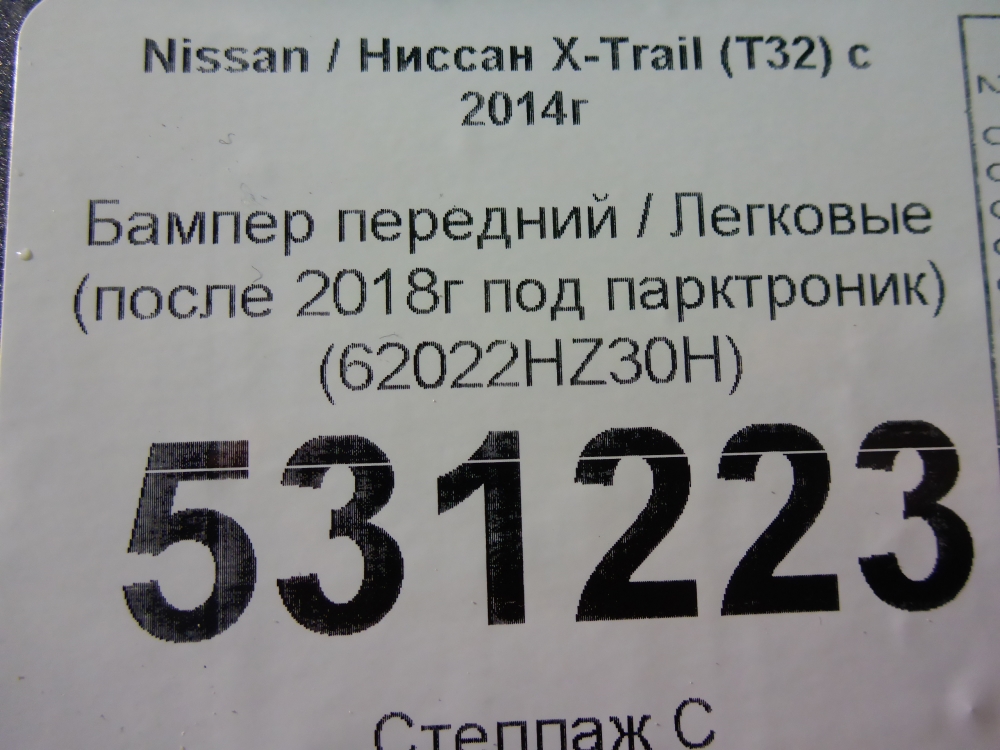 Nissan / Ниссан X-Trail (T32) с
2014г
Бампер передний / Легковые
(после 2018г под парктроник)
(62022HZ30H)
531223
Стеллаж С